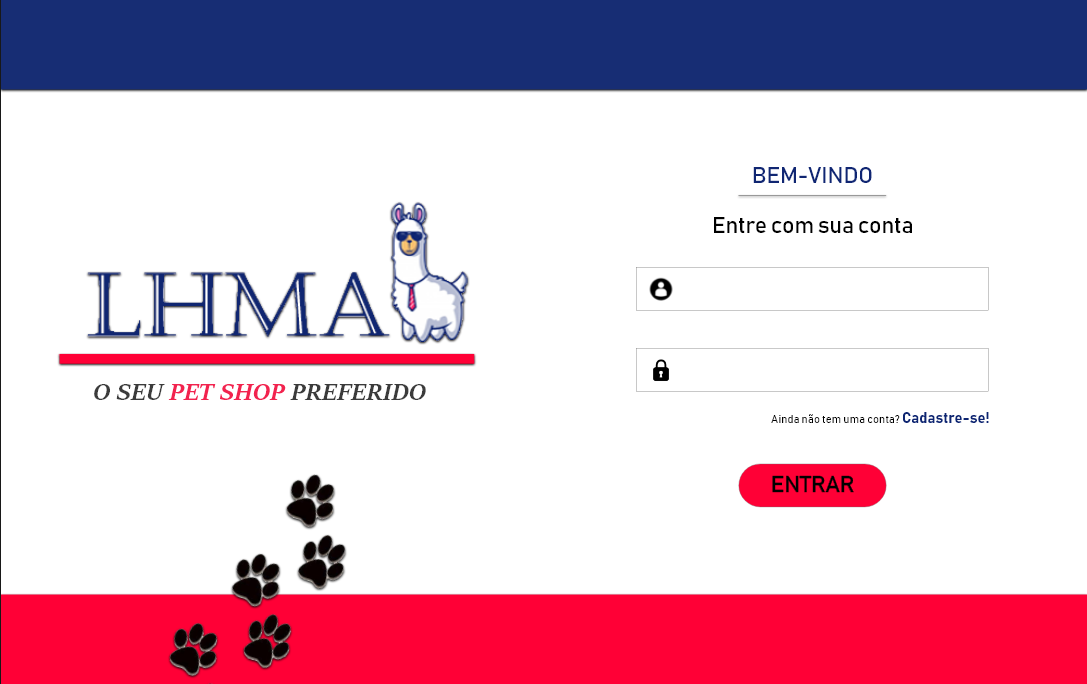 LHMA
O SEU PET SHOP PREFERIDO
BEM-VINDO
Entre com sua conta
Ainda não tem uma conta? Cadastre-se!
ENTRAR